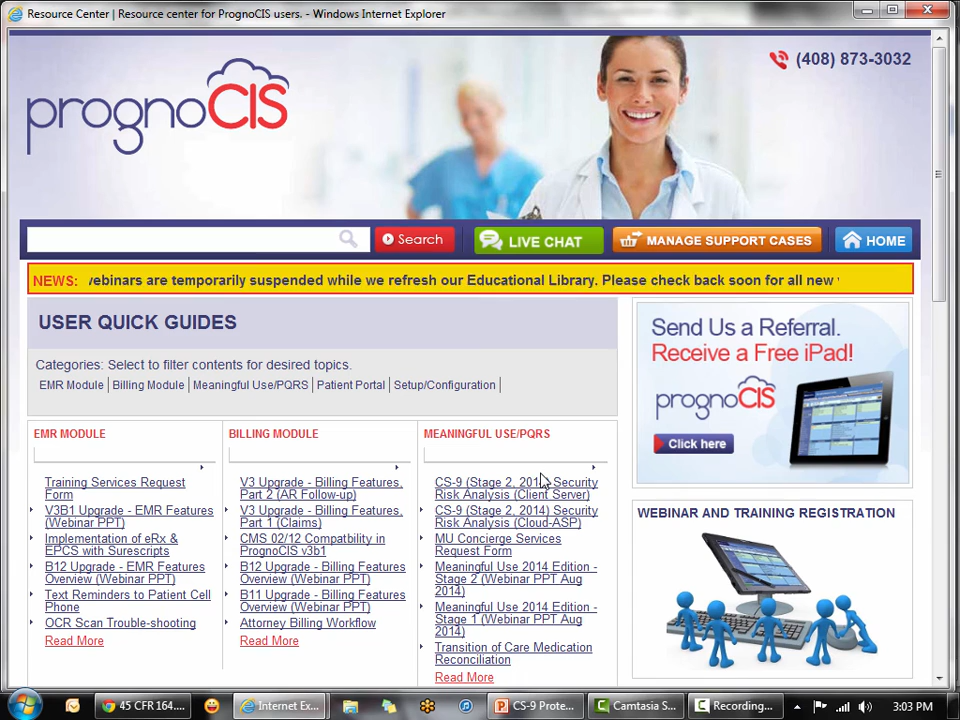 Resource Center | Resource center for PrognoCIS users. - Windows Internet Explorer
(408) 873-3032
prognoCIS
Search
LIVE CHAT
MANAGE SUPPORT CASES
HOME
NEWS: webinars are temporarily suspended while we refresh our Educational Library. Please check back soon for all new
USER QUICK GUIDES
Categories: Select to filter contents for desired topics.
EMR Module | Billing Module | Meaningful Use/PQRS | Patient Portal | Setup/Configuration |
EMR MODULE
Training Services Request
Form
V3B1 Upgrade - EMR Features
(Webinar PPT)
Implementation of eRx &
EPCS with Surescripts
B12 Upgrade - EMR Features
Overview (Webinar PPT)
Text Reminders to Patient Cell
Phone
OCR Scan Trouble-shooting
Read More
BILLING MODULE
V3 Upgrade - Billing Features,
Part 2 (AR Follow-up)
V3 Upgrade - Billing Features,
Part 1 (Claims)
CMS 02/12 Compatbility in
PrognoCIS v3b1
B12 Upgrade - Billing Features
Overview (Webinar PPT)
B11 Upgrade - Billing Features
Overview (Webinar PPT)
Attorney Billing Workflow
Read More
MEANINGFUL USE/PQRS
CS-9 (Stage 2, 2014) Security
Risk Analysis (Client Server)
CS-9 (Stage 2, 2014) Security
Risk Analysis (Cloud-ASP)
MU Concierge Services
Request Form
Meaningful Use 2014 Edition -
Stage 2 (Webinar PPT Aug
2014)
Meaningful Use 2014 Edition -
Stage 1 (Webinar PPT Aug
2014)
Transition of Care Medication
Reconciliation
Read More
Send Us a Referral.
Receive a Free iPad!
prognoCIS
Click here
WEBINAR AND TRAINING REGISTRATION
45 CFR 164....
Internet Ex...
CS-9 Prote...
Camtasia S...
Recording...
3:03 PM